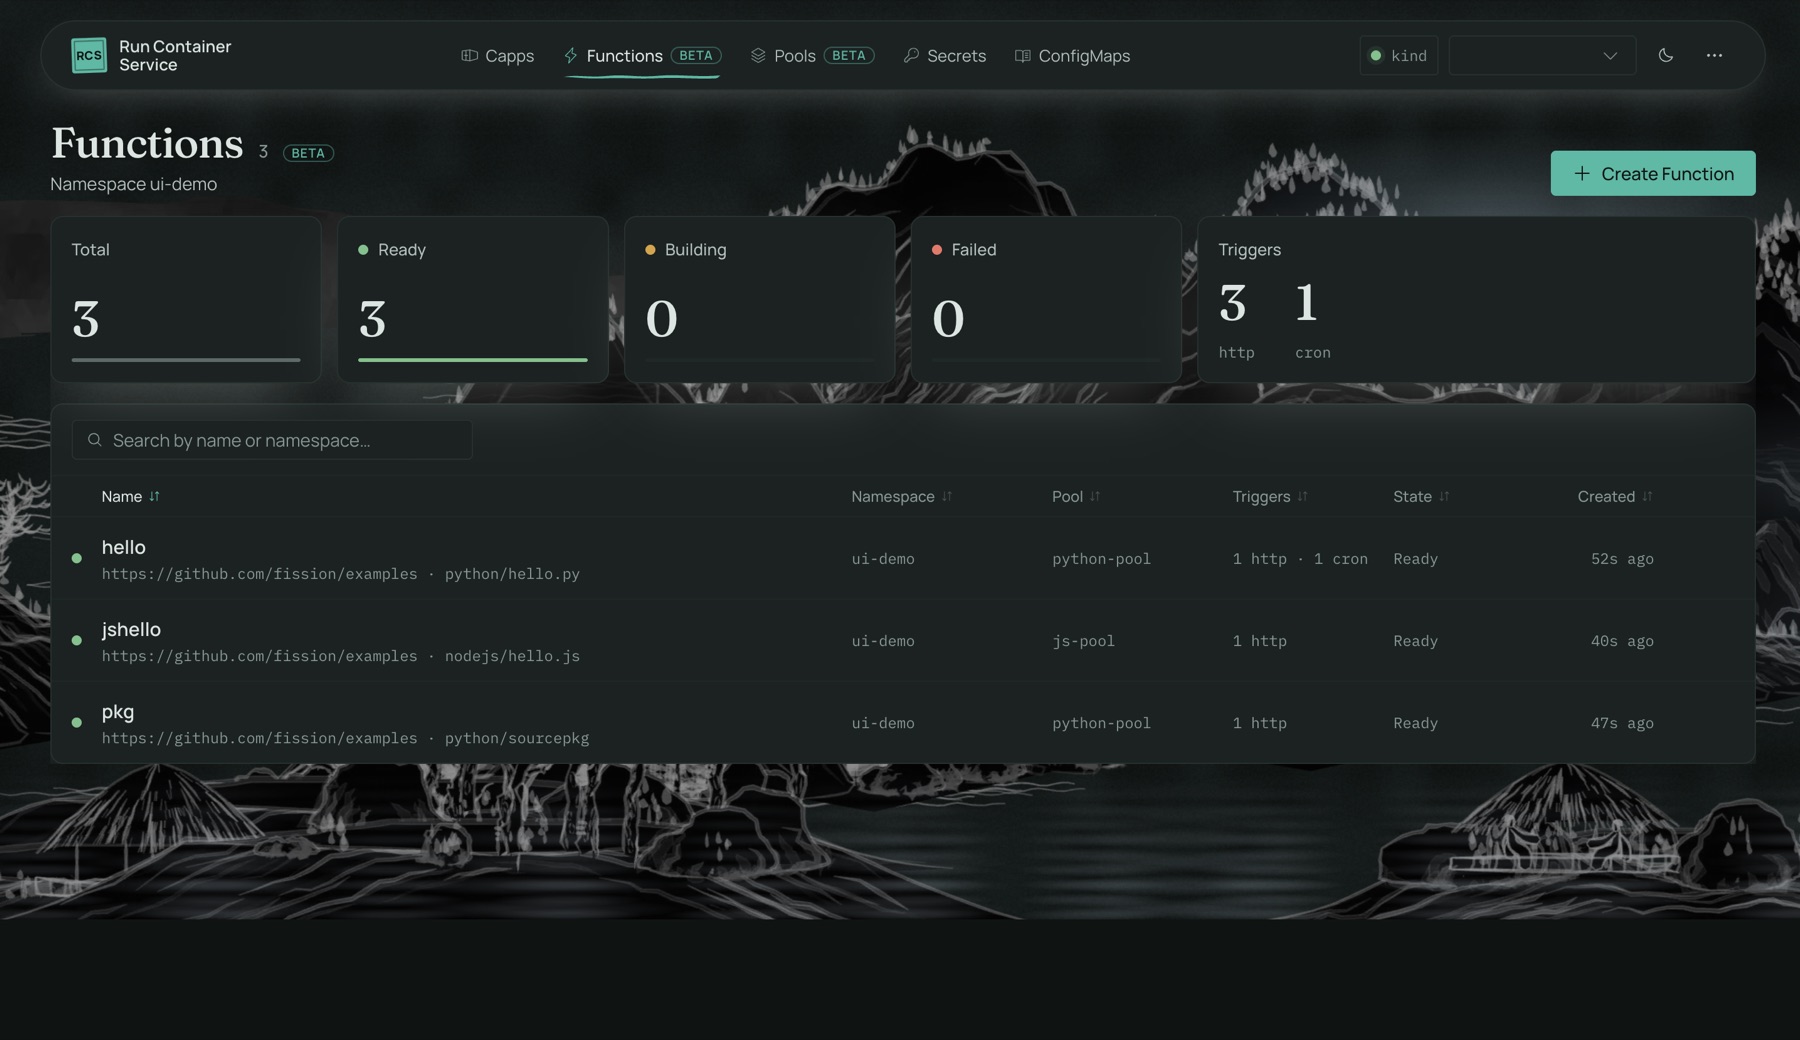 RCS
Run Container
Service
Capps
Functions BETA
Pools BETA
Secrets
ConfigMaps
kind
Functions 3 BETA
Namespace ui-demo
Create Function
Total
3
Ready
3
Building
0
Failed
0
Triggers
3 1
http cron
Search by name or namespace...
Name Namespace Pool Triggers State Created
hello
https://github.com/fission/examples · python/hello.py
ui-demo python-pool 1 http · 1 cron Ready 52s ago
jshello
https://github.com/fission/examples · nodejs/hello.js
ui-demo js-pool 1 http Ready 40s ago
pkg
https://github.com/fission/examples · python/sourcepkg
ui-demo python-pool 1 http Ready 47s ago